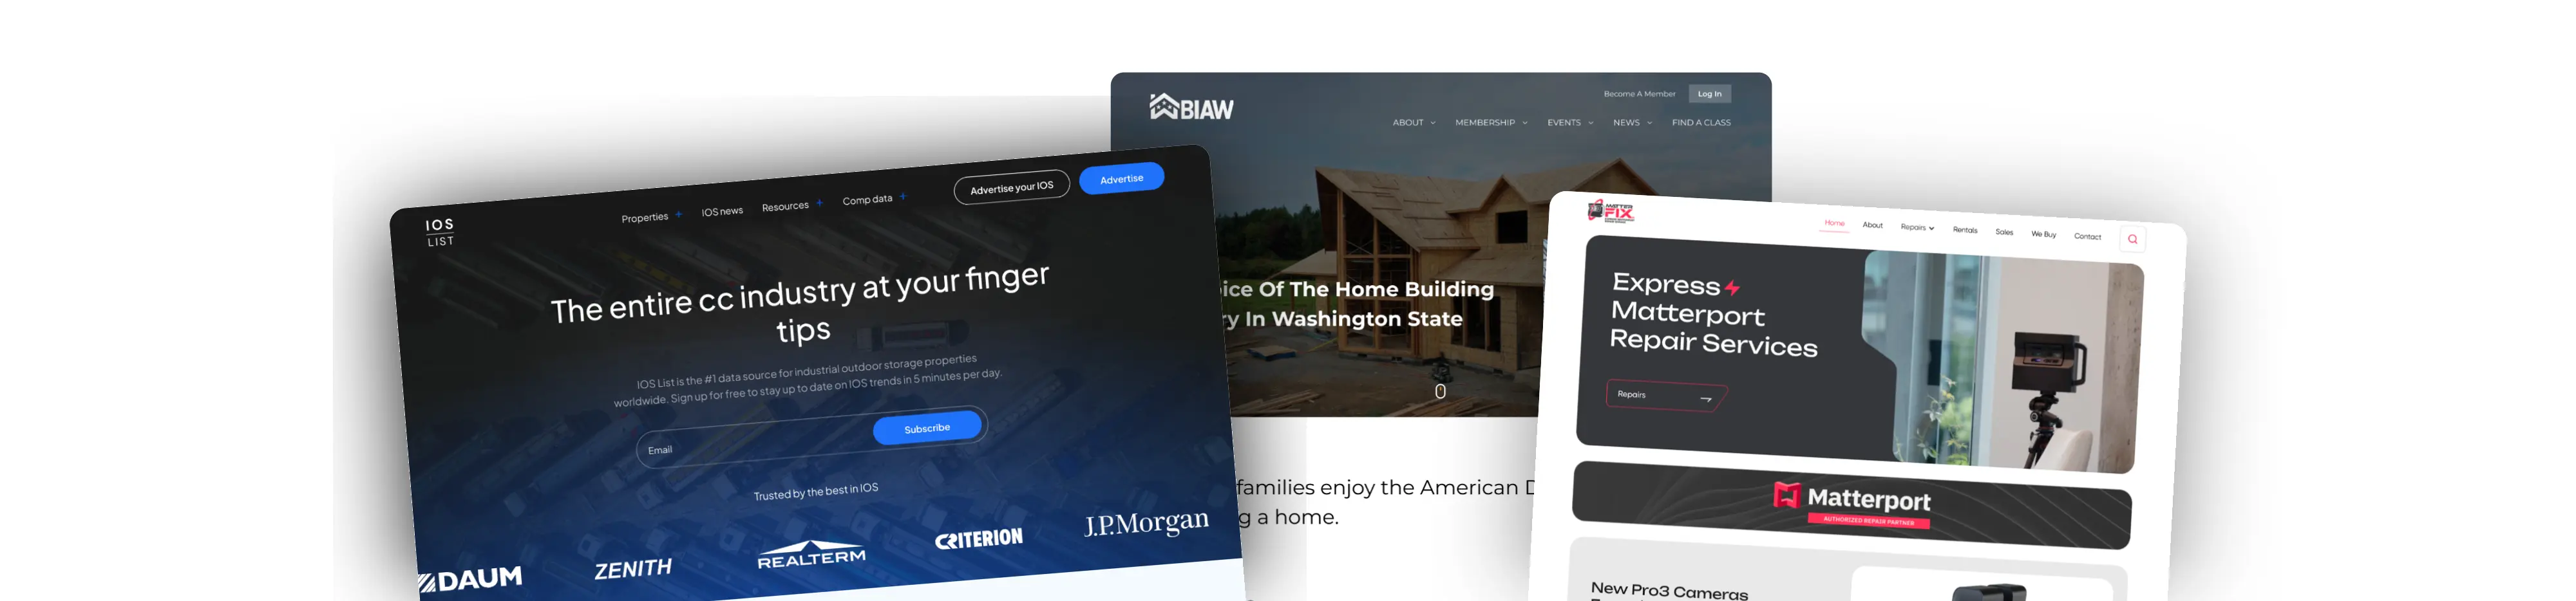 IOS
LIST
Properties + IOS news Resources + Comp data + Advertise your IOS Advertise
The entire cc industry at your finger
tips
IOS List is the #1 data source for industrial outdoor storage properties
worldwide. Sign up for free to stay up to date on IOS trends in 5 minutes per day.
Email Subscribe
Trusted by the best in IOS
DAUM ZENITH REALTERM CRITERION J.P.Morgan
BIAW
Become A Member Log In
ABOUT MEMBERSHIP EVENTS NEWS FIND A CLASS
ice Of The Home Building
ry In Washington State
families enjoy the American D
g a home.
MATTER
FIX
Home About Repairs Rentals Sales We Buy Contact
Express
Matterport
Repair Services
Repairs
Matterport
AUTHORIZED REPAIR PARTNER
New Pro3 Cameras